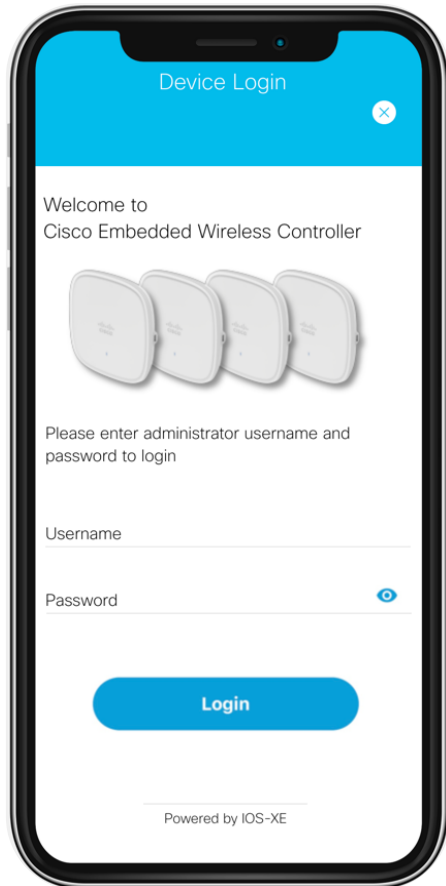 Device Login
Welcome to
Cisco Embedded Wireless Controller
Please enter administrator username and
password to login
Username
Password
Login
Powered by IOS-XE